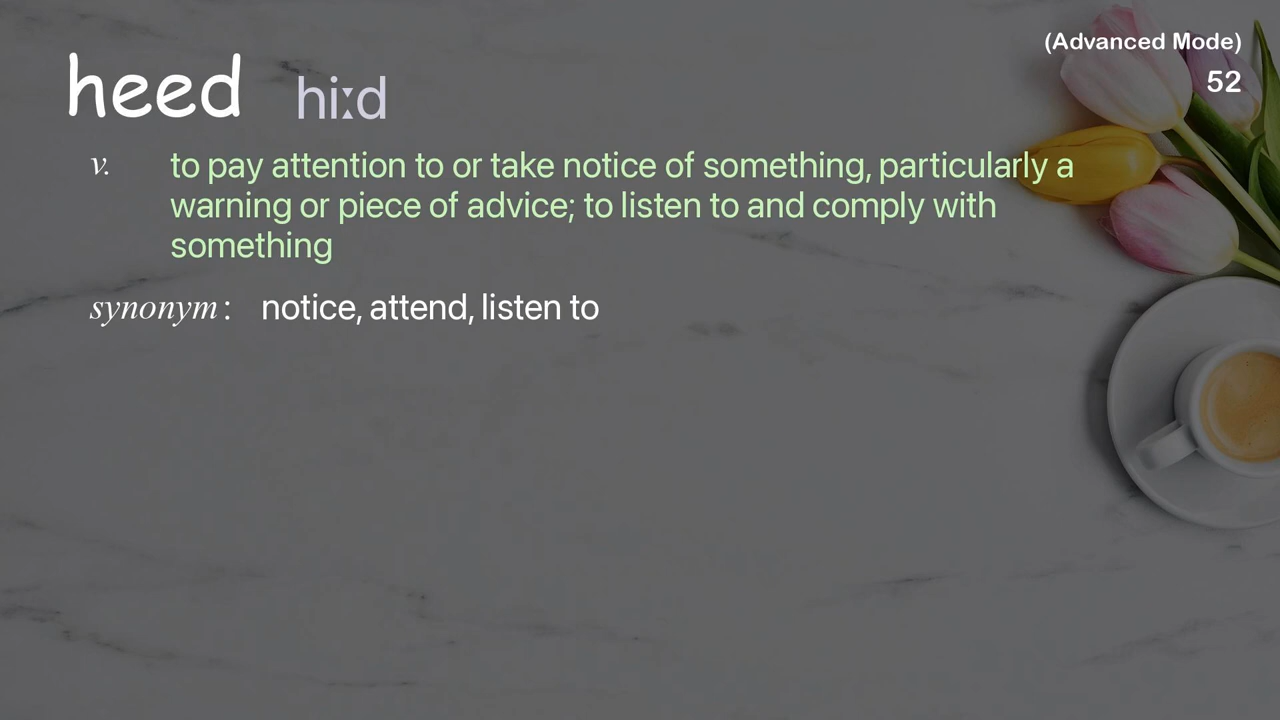 (Advanced Mode)
52
heed hiːd
v. to pay attention to or take notice of something, particularly a
warning or piece of advice; to listen to and comply with
something
synonym: notice, attend, listen to